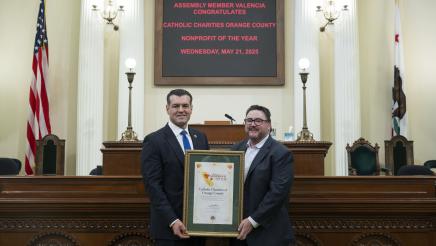 ASSEMBLY MEMBER VALENCIA
CONGRATULATES
CATHOLIC CHARITIES ORANGE COUNTY
NONPROFIT OF THE YEAR
WEDNESDAY, MAY 21, 2025
Catholic Charities of
Orange County